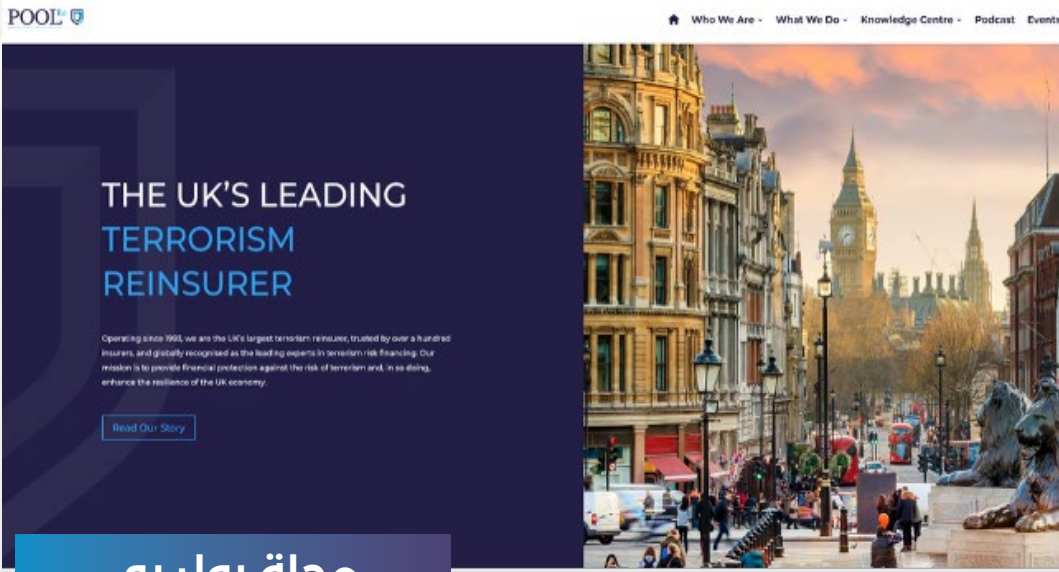 POOL Re
Who We Are
What We Do
Knowledge Centre
Podcast
Events
THE UK'S LEADING
TERRORISM
REINSURER
Operating since 1993, we are the UK's largest terrorism reinsurer, trusted by over a hundred
insurers, and globally recognised as the leading experts in terrorism risk financing. Our
mission is to provide financial protection against the risk of terrorism and, in so doing,
enhance the resilience of the UK economy.
Read Our Story